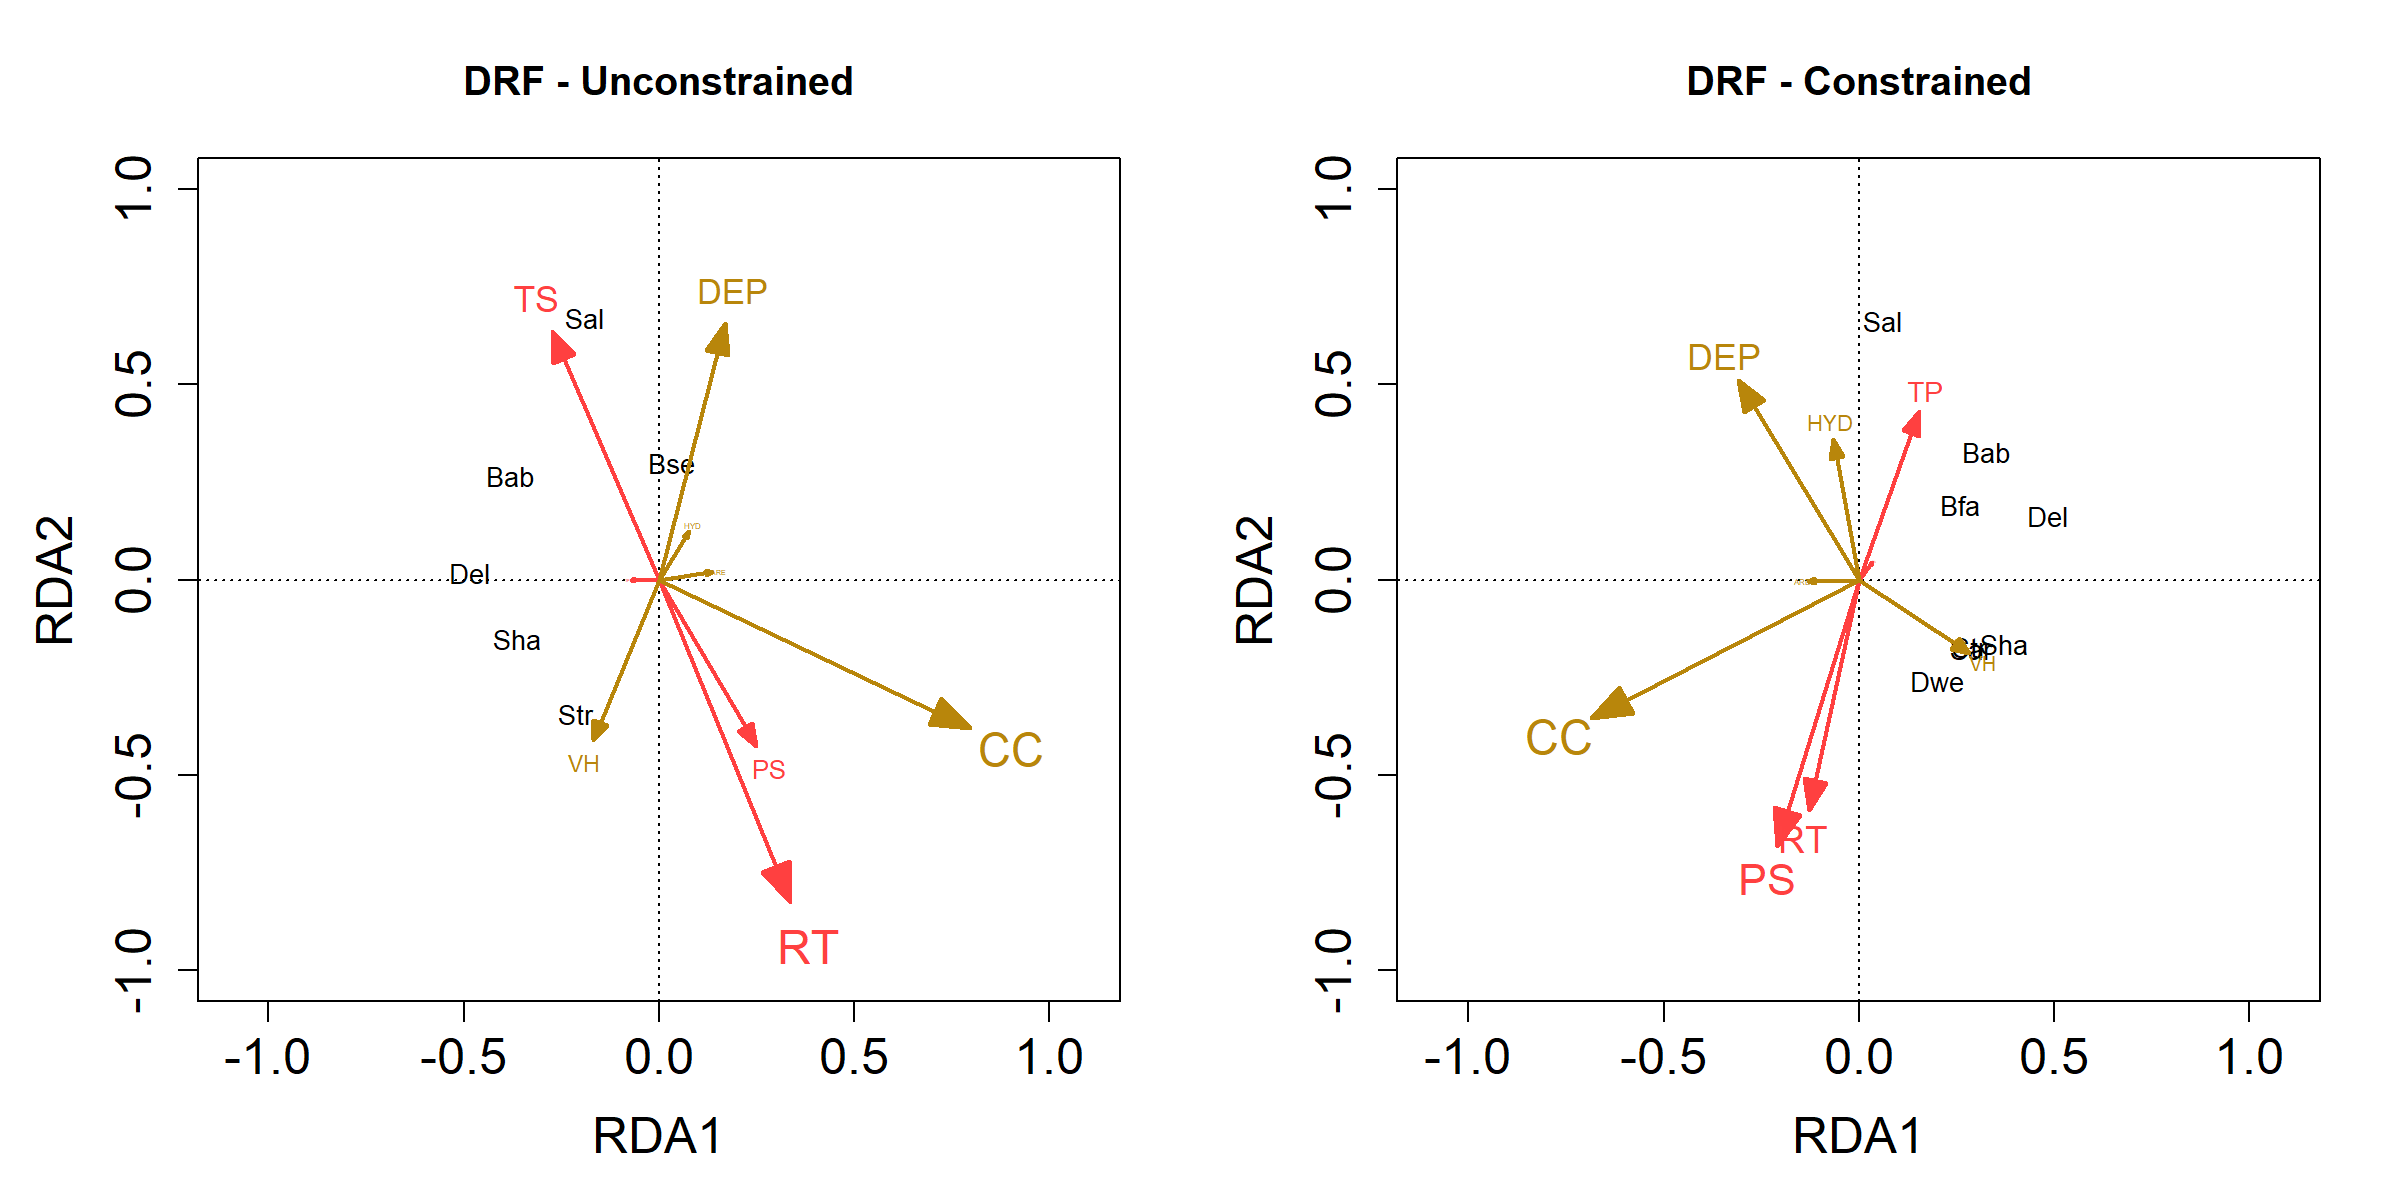 DRF - Unconstrained
1.0
0.5
0.0
-0.5
-1.0
RDA2
TS
Sal
DEP
Bab
Bse
HYD
Del
Sha
Str
VH
PS
CC
RT
-1.0
-0.5
0.0
0.5
1.0
RDA1
DRF - Constrained
1.0
0.5
0.0
-0.5
-1.0
RDA2
Sal
DEP
TP
HYD
Bab
Bfa
Del
Sha
VH
Dwe
CC
RT
PS
-1.0
-0.5
0.0
0.5
1.0
RDA1